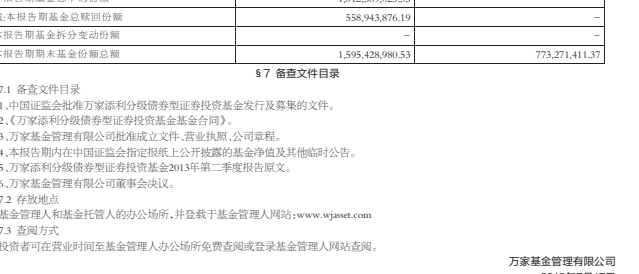 减:本报告期基金总赎回份额 558,943,876.19 –
本报告期基金拆分变动份额 – –
本报告期期末基金份额总额 1,595,428,980.53 773,271,411.37
§7 备查文件目录
7.1 备查文件目录
1、中国证监会批准万家添利分级债券型证券投资基金发行及募集的文件。
2、《万家添利分级债券型证券投资基金基金合同》。
3、万家基金管理有限公司批准成立文件、营业执照、公司章程。
4、本报告期内在中国证监会指定报纸上公开披露的基金净值及其他临时公告。
5、万家添利分级债券型证券投资基金2013年第二季度报告原文。
6、万家基金管理有限公司董事会决议。
7.2 存放地点
基金管理人和基金托管人的办公场所,并登载于基金管理人网站:www.wjasset.com
7.3 查阅方式
投资者可在营业时间至基金管理人办公场所免费查阅或登录基金管理人网站查阅。
万家基金管理有限公司